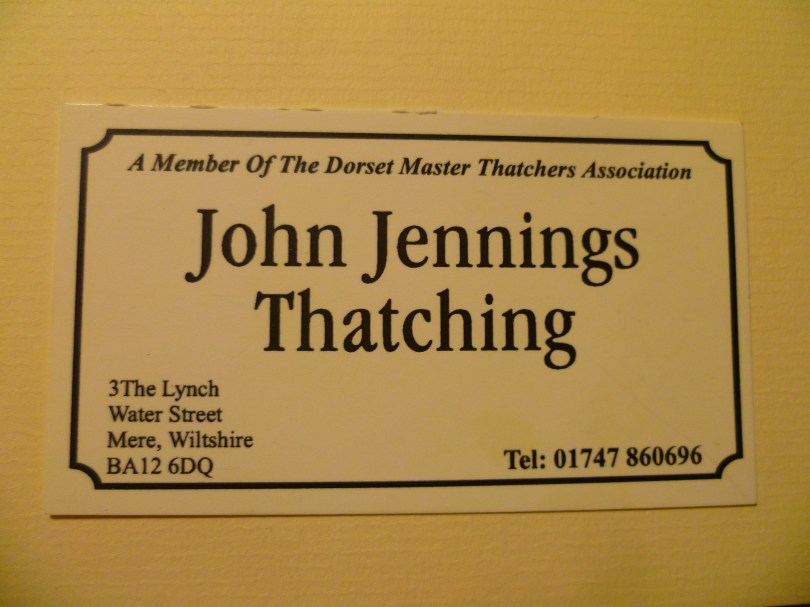 A Member Of The Dorset Master Thatchers Association
John Jennings
Thatching
3The Lynch
Water Street
Mere, Wiltshire
BA12 6DQ
Tel: 01747 860696